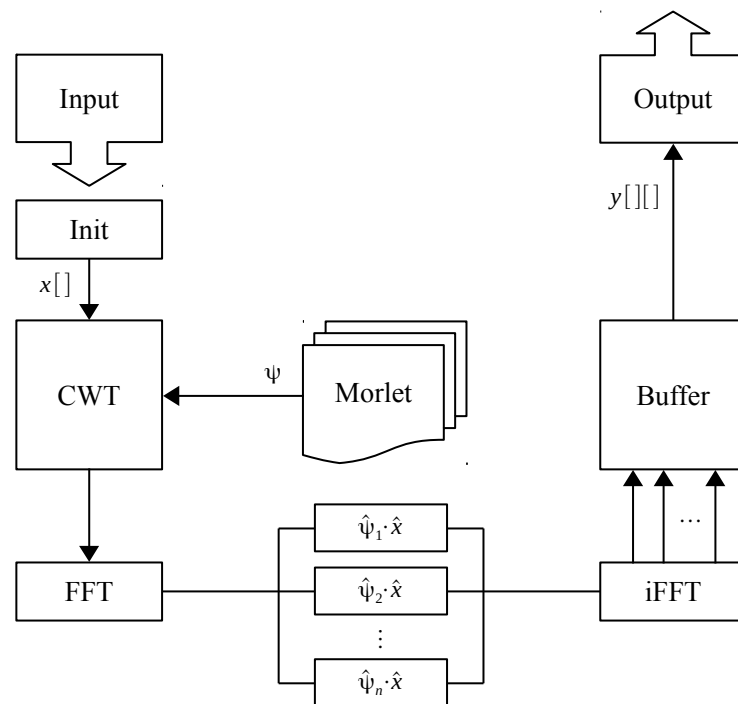 Input
Output
y[ ][ ]
Init
x[ ]
CWT
ψ
Morlet
Buffer
ψ̂₁·x̂
...
FFT
ψ̂₂·x̂
iFFT
⋮
ψ̂ₙ·x̂